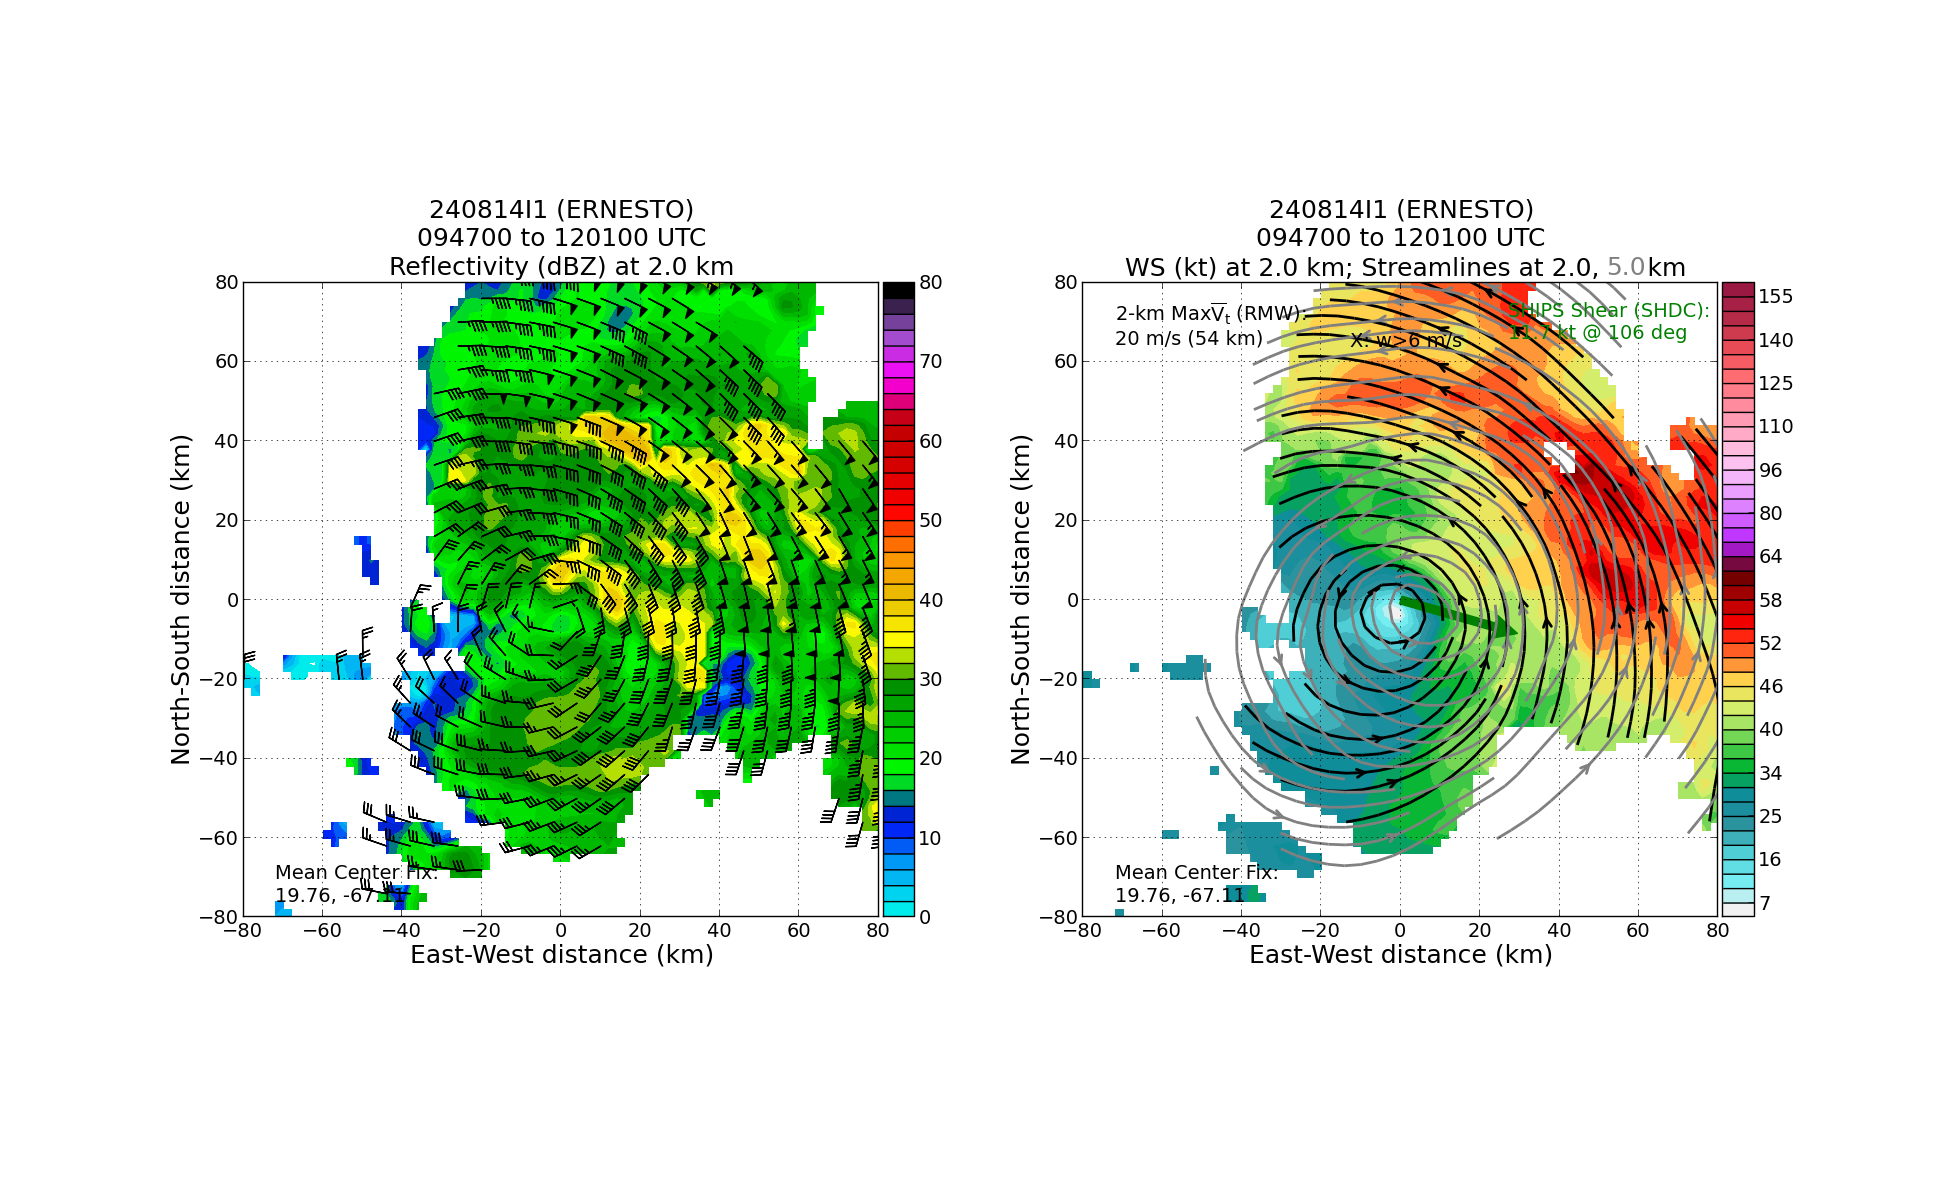 240814I1 (ERNESTO)
094700 to 120100 UTC
Reflectivity (dBZ) at 2.0 km
80
60
40
20
0
−20
−40
−60
−80
North-South distance (km)
Mean Center Fix:
19.76, -67.11
−80 −60 −40 −20 0 20 40 60 80
East-West distance (km)
80
70
60
50
40
30
20
10
0
240814I1 (ERNESTO)
094700 to 120100 UTC
WS (kt) at 2.0 km; Streamlines at 2.0, 5.0 km
80
60
40
20
0
−20
−40
−60
−80
North-South distance (km)
2-km MaxV̅t (RMW):
20 m/s (54 km)
X: w>6 m/s
SHIPS Shear (SHDC):
11.7 kt @ 106 deg
x
Mean Center Fix:
19.76, -67.11
−80 −60 −40 −20 0 20 40 60 80
East-West distance (km)
155
140
125
110
96
80
64
58
52
46
40
34
25
16
7